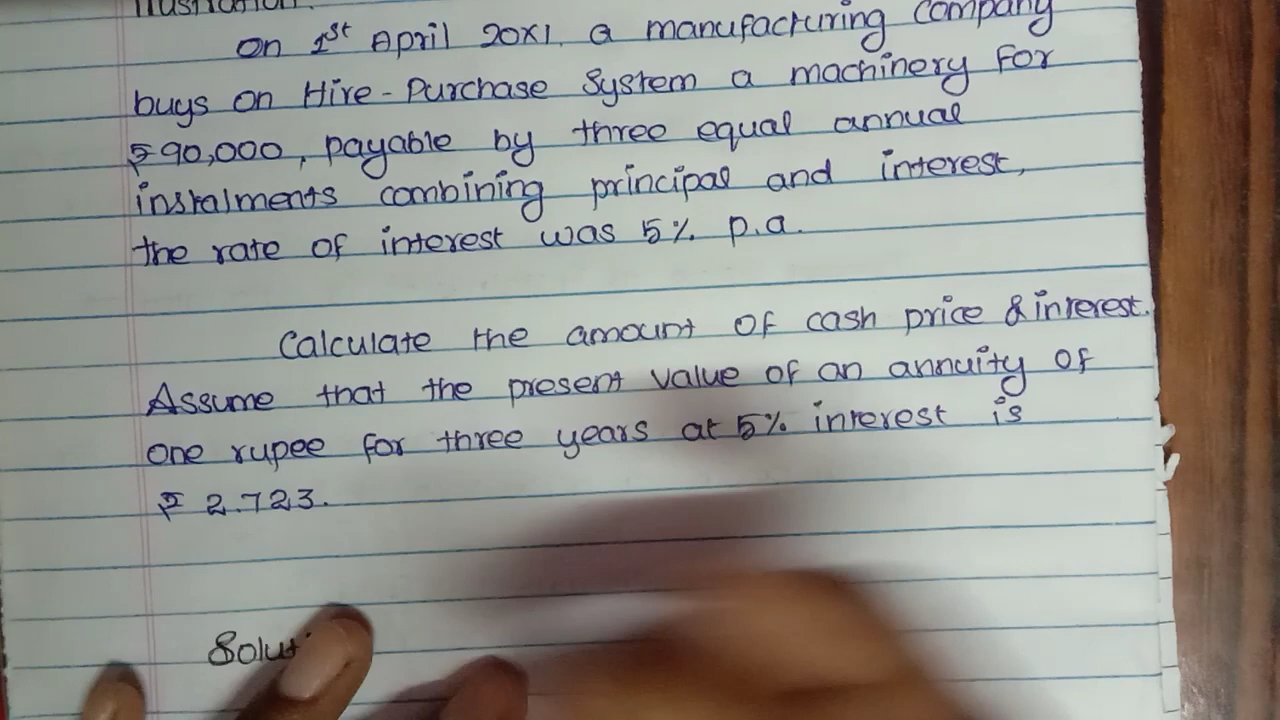 Illustration.
On 1st April 20x1, a manufacturing company
buys on Hire-Purchase System a machinery for
₹90,000, payable by three equal annual
instalments combining principal and interest,
the rate of interest was 5% p.a.
Calculate the amount of cash price & interest.
Assume that the present value of an annuity of
one rupee for three years at 5% interest is
₹ 2.723.